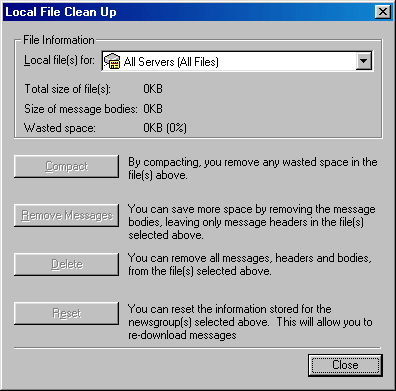 Local File Clean Up
File Information
Local file(s) for: All Servers (All Files)
Total size of file(s): 0KB
Size of message bodies: 0KB
Wasted space: 0KB (0%)
Compact
By compacting, you remove any wasted space in the
file(s) above.
Remove Messages
You can save more space by removing the message
bodies, leaving only message headers in the file(s)
selected above.
Delete
You can remove all messages, headers and bodies,
from the file(s) selected above.
Reset
You can reset the information stored for the
newsgroup(s) selected above.  This will allow you to
re-download messages
Close